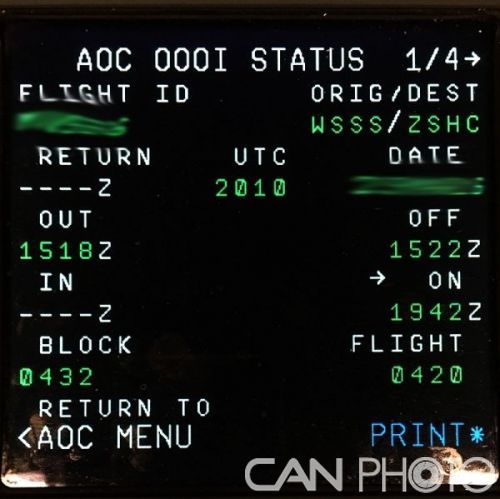 AOC OOOI STATUS 1/4→
FLIGHT ID ORIG/DEST
WSSS/ZSHC
RETURN UTC DATE
----Z 2010
OUT OFF
1518Z 1522Z
IN → ON
----Z 1942Z
BLOCK FLIGHT
0432 0420
RETURN TO
<AOC MENU PRINT*
CAN PHOTO